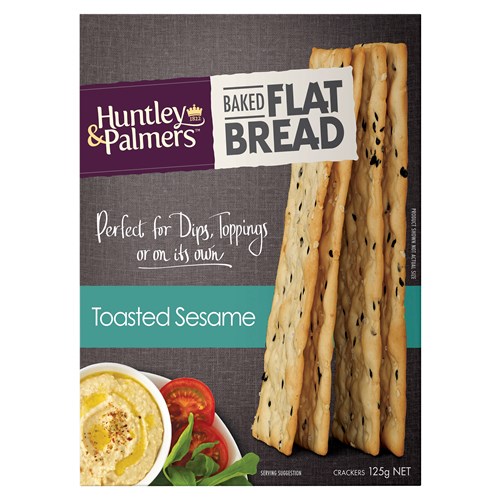 Huntley
1822
& Palmers™
BAKED FLAT
BREAD
Perfect for Dips, Toppings
or on its own
PRODUCT SHOWN NOT ACTUAL SIZE
Toasted Sesame
SERVING SUGGESTION
CRACKERS 125g NET